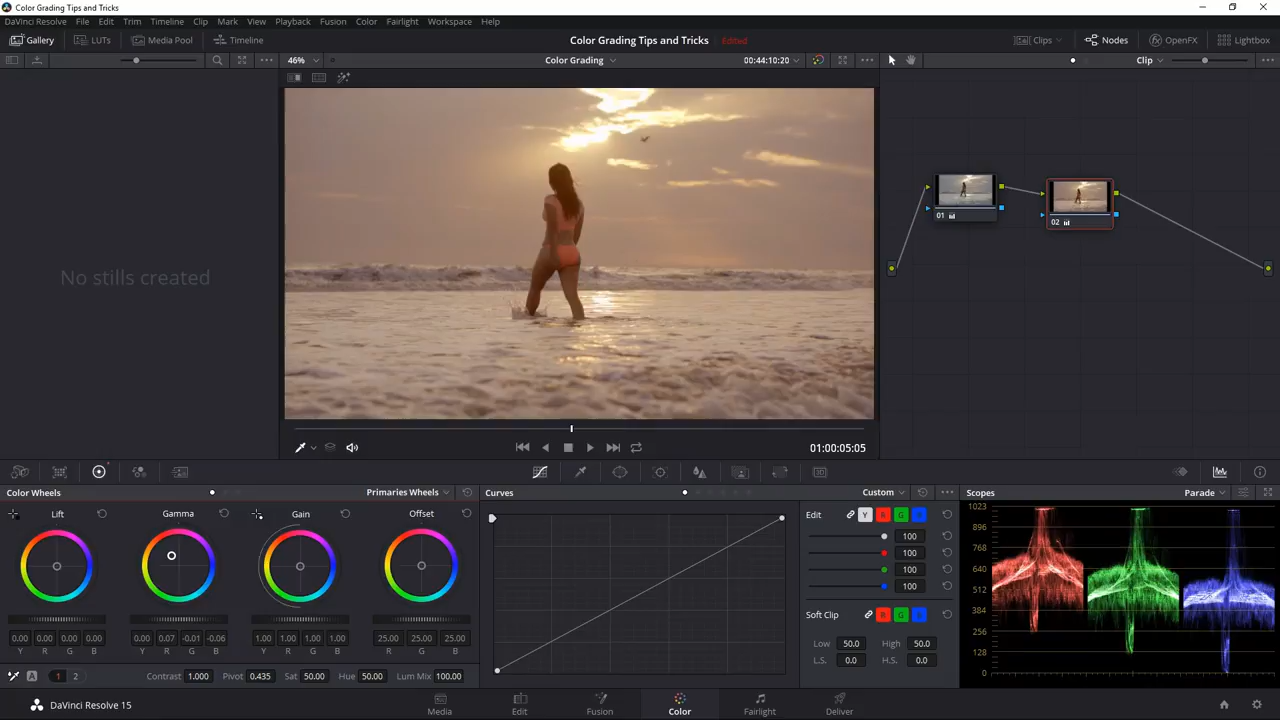 Color Grading Tips and Tricks
DaVinci Resolve File Edit Trim Timeline Clip Mark View Playback Fusion Color Fairlight Workspace Help
Gallery LUTs Media Pool Timeline Color Grading Tips and Tricks Edited Clips Nodes OpenFX Lightbox
46% Color Grading 00:44:10:20 Clip
No stills created
01
02
01:00:05:05
Color Wheels Primaries Wheels Curves Custom Scopes Parade
Lift Gamma Gain Offset
Edit Y R G B
100
100
100
100
Soft Clip R G B
Low 50.0 High 50.0
L.S. 0.0 H.S. 0.0
1023
896
768
640
512
384
256
128
0
0.00 0.00 0.00 0.00 0.00 0.07 -0.01 -0.06 1.00 1.00 1.00 1.00 25.00 25.00 25.00
Y R G B Y R G B Y R G B R G B
A 1 2 Contrast 1.000 Pivot 0.435 Sat 50.00 Hue 50.00 Lum Mix 100.00
DaVinci Resolve 15
Media Edit Fusion Color Fairlight Deliver